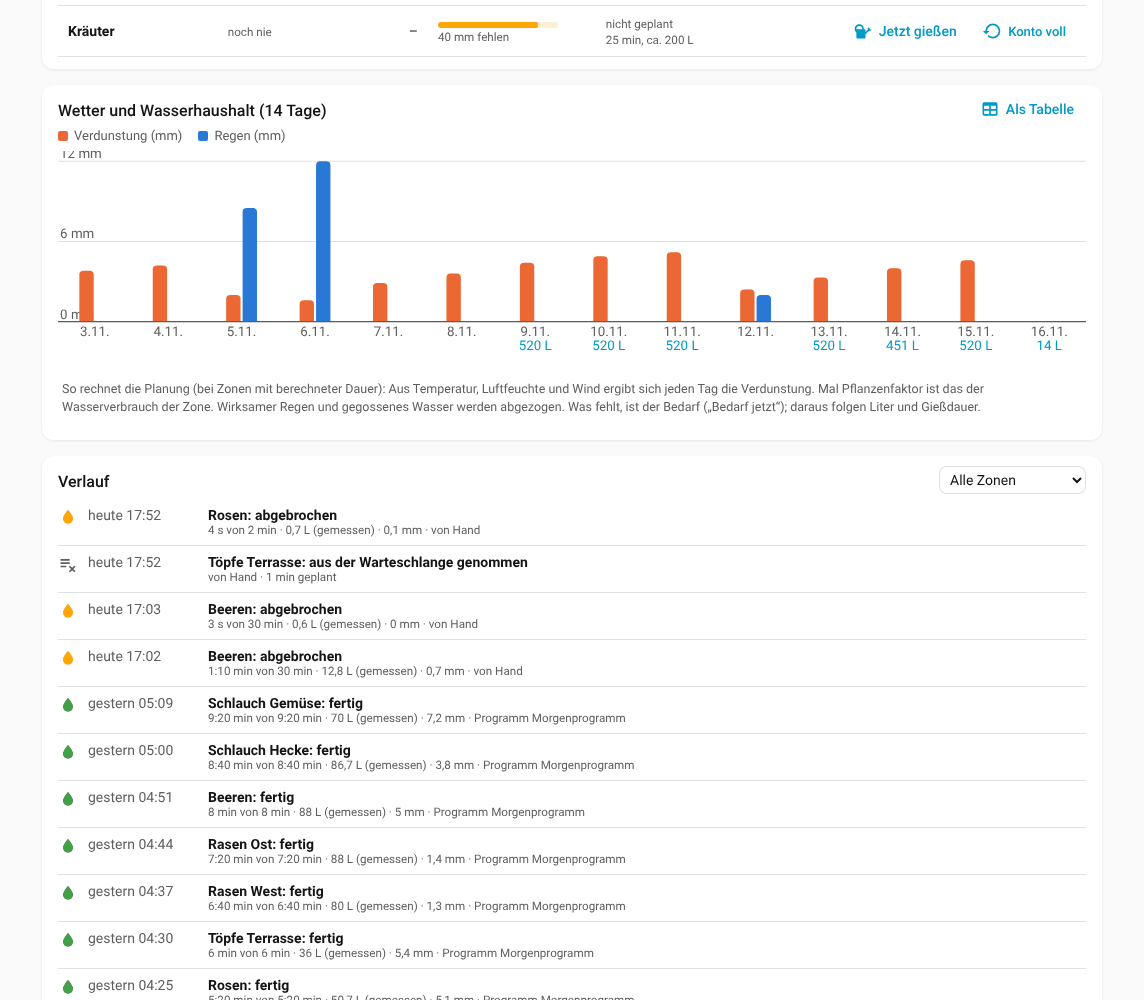 Kräuter
noch nie
–
40 mm fehlen
nicht geplant
25 min, ca. 200 L
Jetzt gießen
Konto voll
Wetter und Wasserhaushalt (14 Tage)
Als Tabelle
Verdunstung (mm) Regen (mm)
12 mm
6 mm
0 m
3.11. 4.11. 5.11. 6.11. 7.11. 8.11. 9.11. 10.11. 11.11. 12.11. 13.11. 14.11. 15.11. 16.11.
520 L 520 L 520 L 520 L 451 L 520 L 14 L
So rechnet die Planung (bei Zonen mit berechneter Dauer): Aus Temperatur, Luftfeuchte und Wind ergibt sich jeden Tag die Verdunstung. Mal Pflanzenfaktor ist das der
Wasserverbrauch der Zone. Wirksamer Regen und gegossenes Wasser werden abgezogen. Was fehlt, ist der Bedarf („Bedarf jetzt“); daraus folgen Liter und Gießdauer.
Verlauf
Alle Zonen
heute 17:52 Rosen: abgebrochen
4 s von 2 min · 0,7 L (gemessen) · 0,1 mm · von Hand
heute 17:52 Töpfe Terrasse: aus der Warteschlange genommen
von Hand · 1 min geplant
heute 17:03 Beeren: abgebrochen
3 s von 30 min · 0,6 L (gemessen) · 0 mm · von Hand
heute 17:02 Beeren: abgebrochen
1:10 min von 30 min · 12,8 L (gemessen) · 0,7 mm · von Hand
gestern 05:09 Schlauch Gemüse: fertig
9:20 min von 9:20 min · 70 L (gemessen) · 7,2 mm · Programm Morgenprogramm
gestern 05:00 Schlauch Hecke: fertig
8:40 min von 8:40 min · 86,7 L (gemessen) · 3,8 mm · Programm Morgenprogramm
gestern 04:51 Beeren: fertig
8 min von 8 min · 88 L (gemessen) · 5 mm · Programm Morgenprogramm
gestern 04:44 Rasen Ost: fertig
7:20 min von 7:20 min · 88 L (gemessen) · 1,4 mm · Programm Morgenprogramm
gestern 04:37 Rasen West: fertig
6:40 min von 6:40 min · 80 L (gemessen) · 1,3 mm · Programm Morgenprogramm
gestern 04:30 Töpfe Terrasse: fertig
6 min von 6 min · 36 L (gemessen) · 5,4 mm · Programm Morgenprogramm
gestern 04:25 Rosen: fertig
5:20 min von 5:20 min · 50,7 L (gemessen) · 5,1 mm · Programm Morgenprogramm